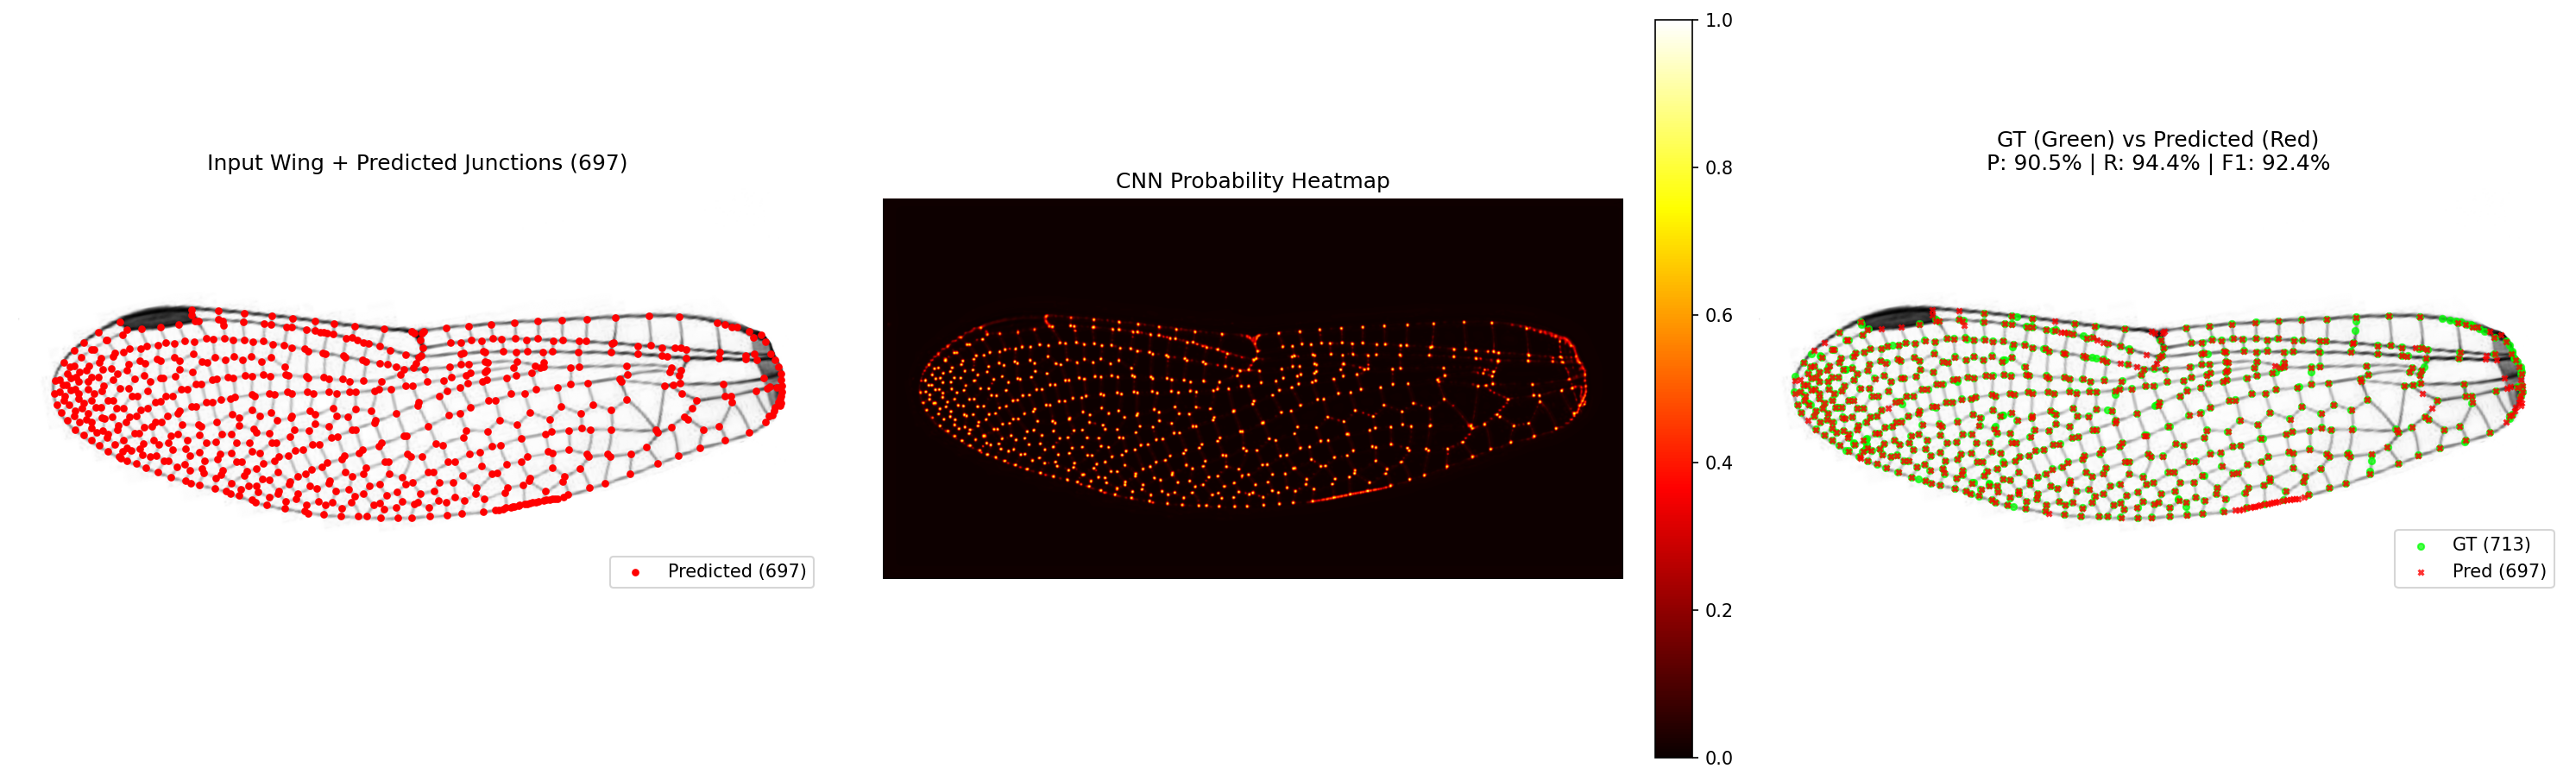 Input Wing + Predicted Junctions (697)
Predicted (697)
CNN Probability Heatmap
1.0
0.8
0.6
0.4
0.2
0.0
GT (Green) vs Predicted (Red)
P: 90.5% | R: 94.4% | F1: 92.4%
GT (713)
Pred (697)